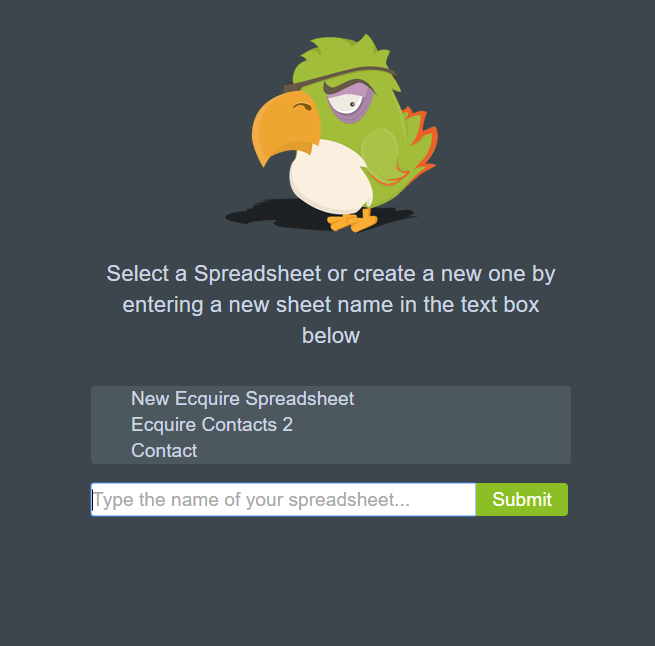 Select a Spreadsheet or create a new one by
entering a new sheet name in the text box
below
New Ecquire Spreadsheet
Ecquire Contacts 2
Contact
Type the name of your spreadsheet...
Submit